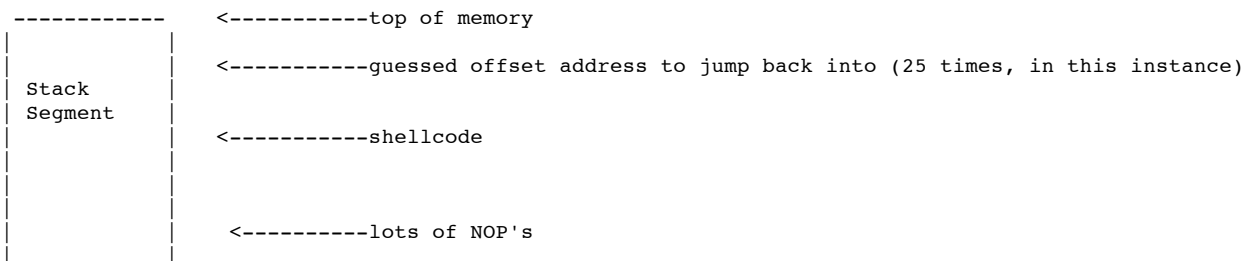 ------------ <-----------top of memory
<-----------guessed offset address to jump back into (25 times, in this instance)
Stack
Segment
<-----------shellcode
<----------lots of NOP's